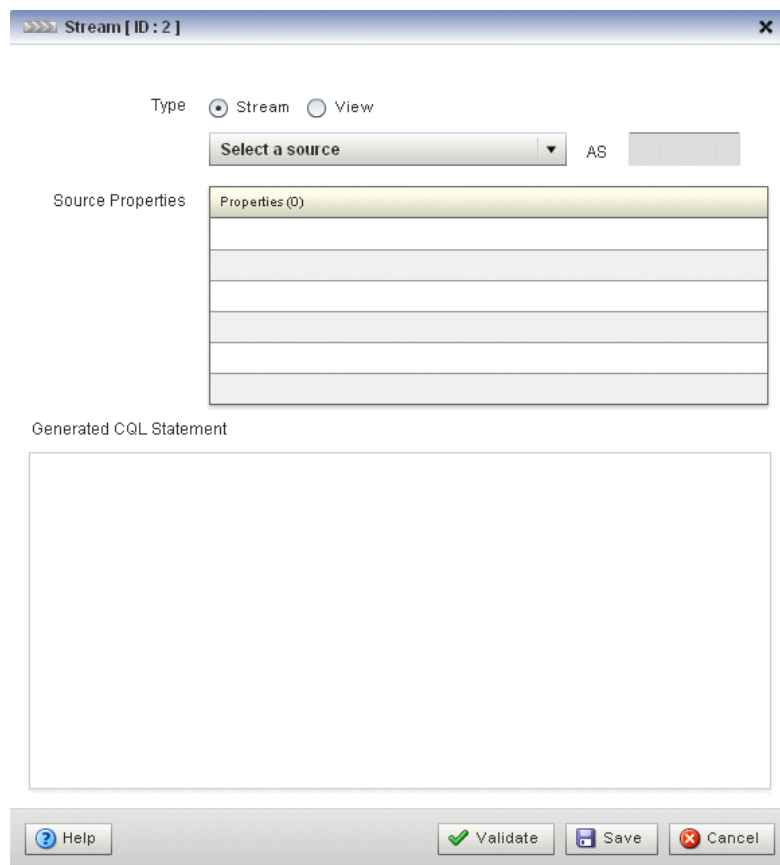 Stream [ ID : 2 ]
Type Stream View
Select a source AS
Source Properties Properties (0)
Generated CQL Statement
Help Validate Save Cancel